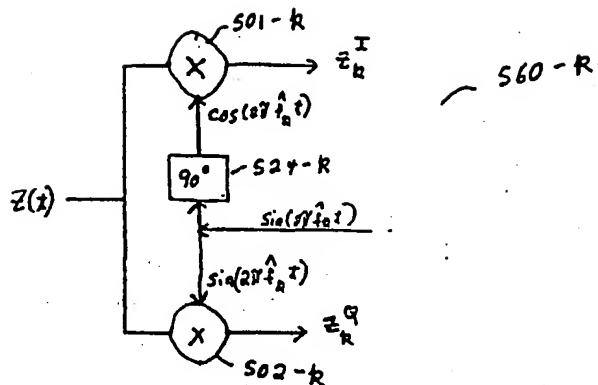 501-k
z_k^I
560-k
cos(2π f̂_k t)
90°
524-k
Z(t)
sin(2π f̂_k t)
sin(2π f̂_k t)
z_k^Q
502-k